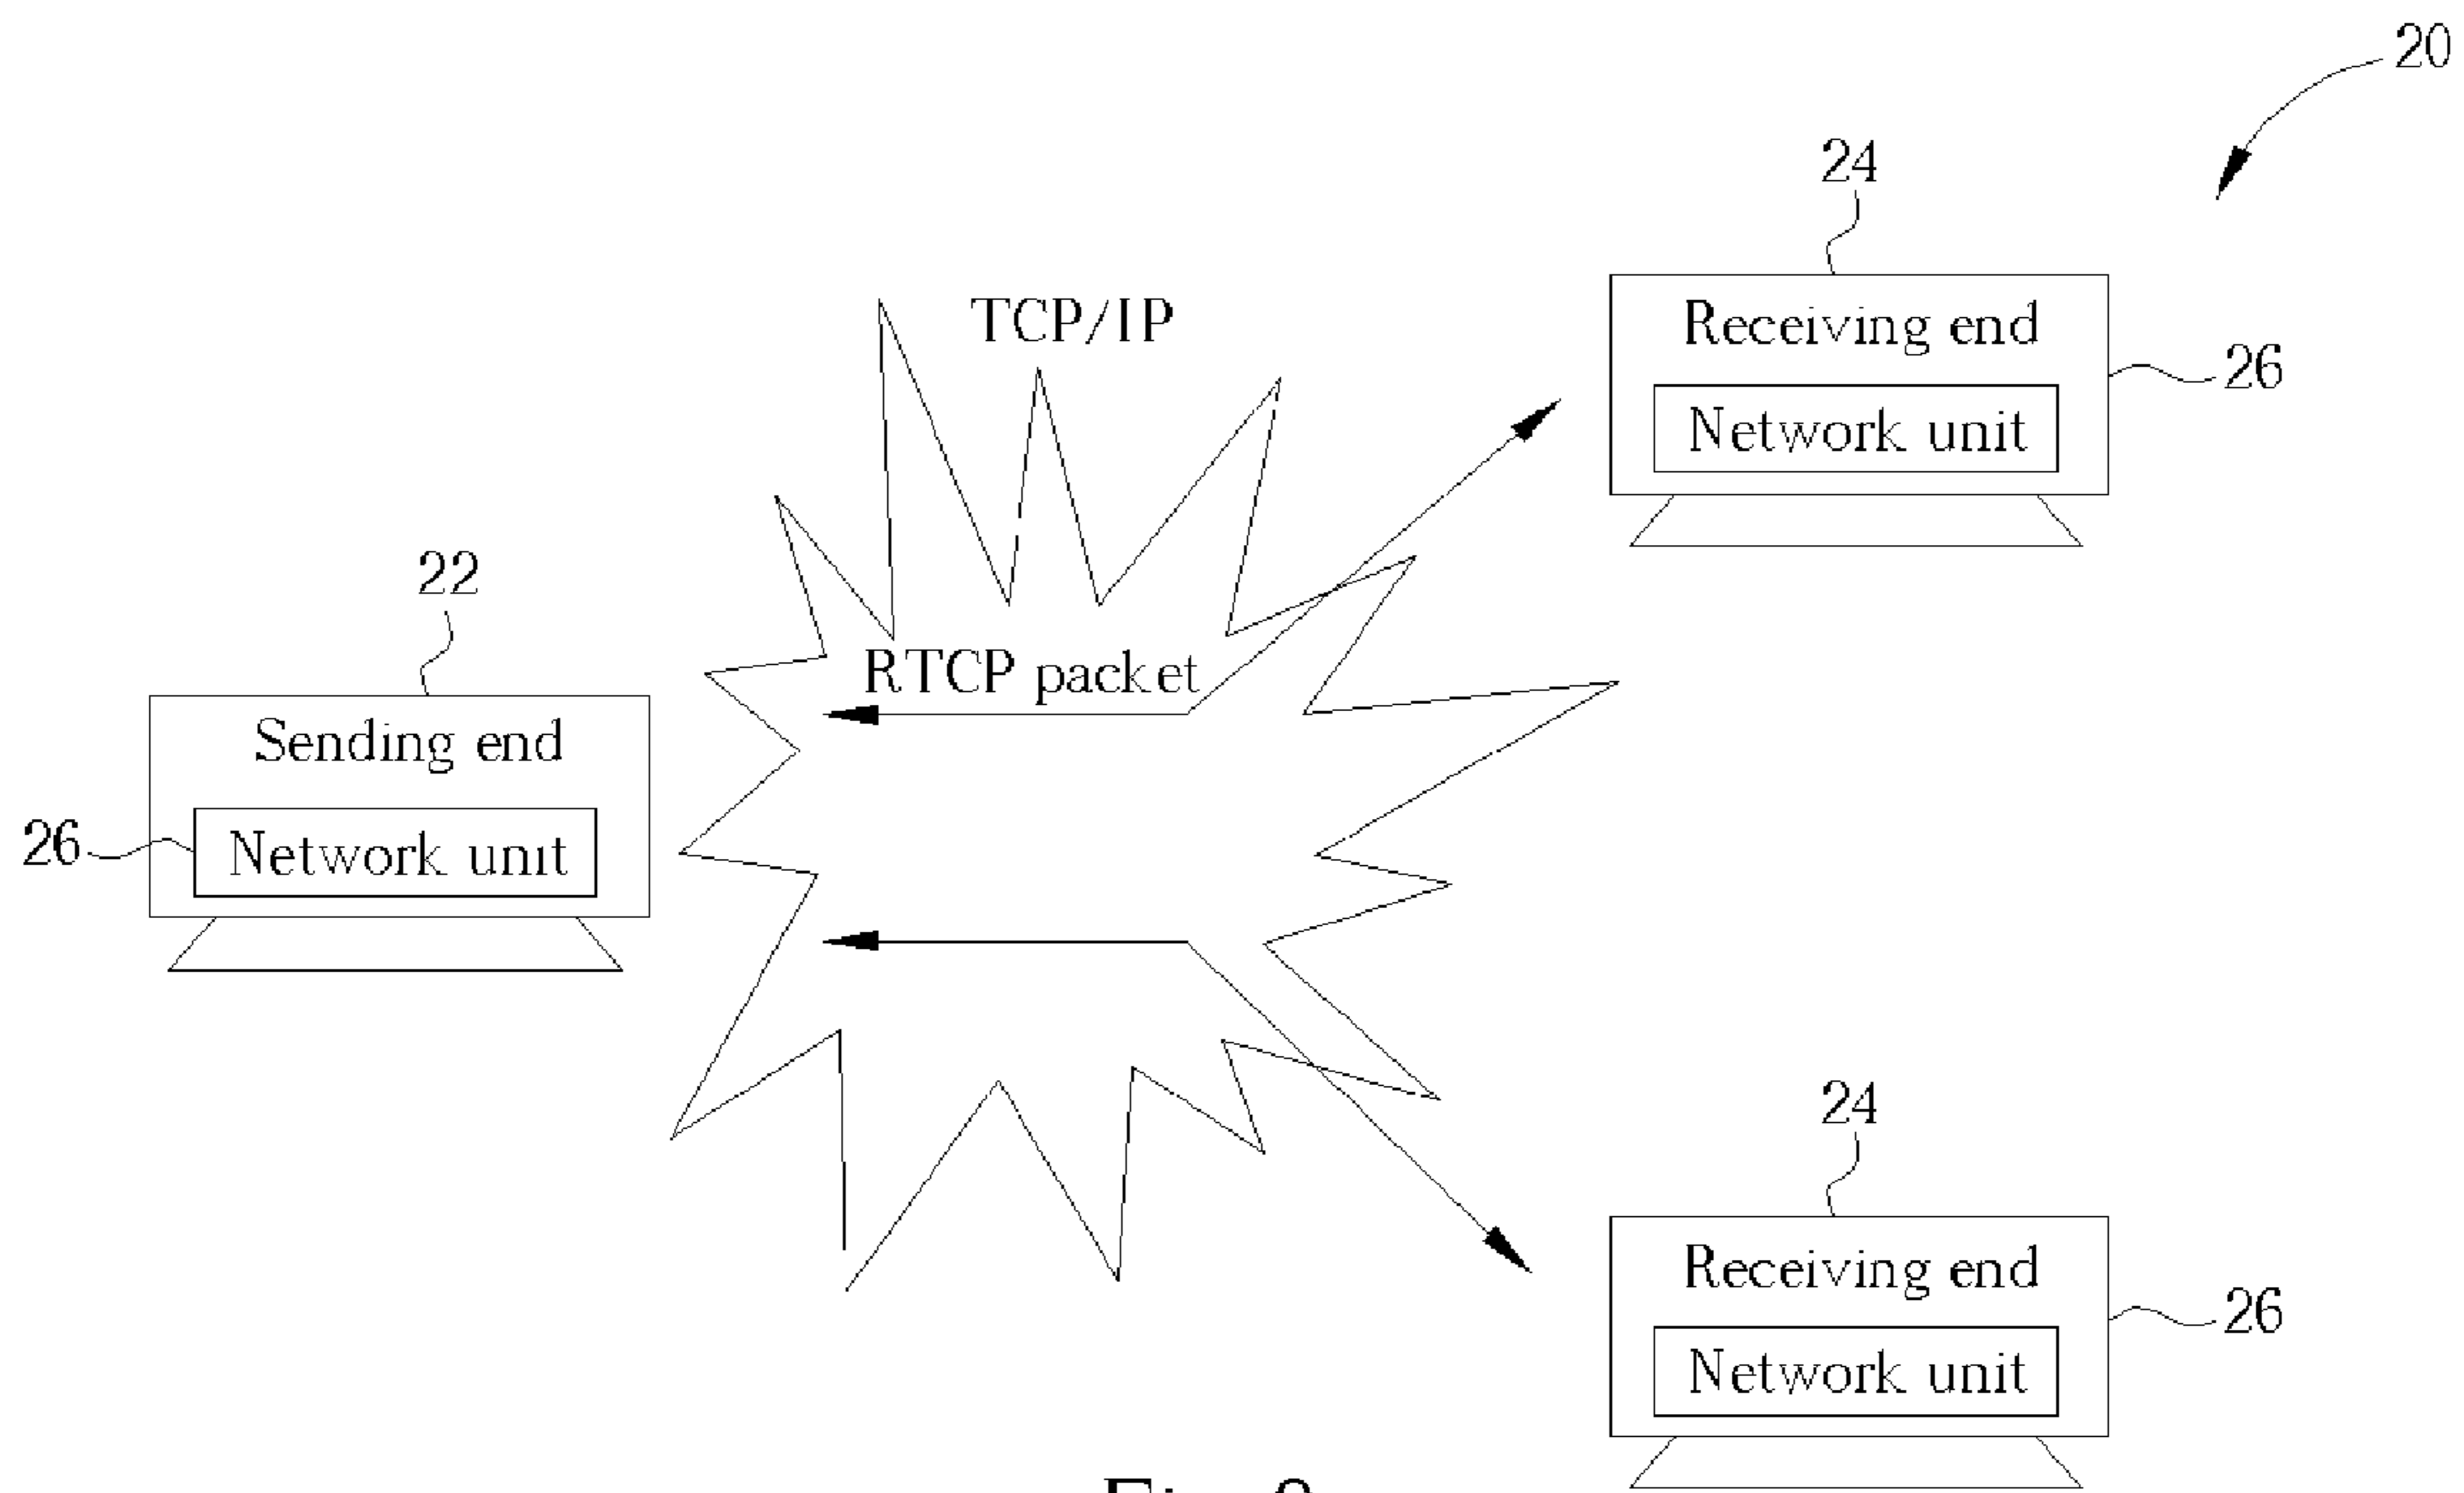 20
24
TCP/IP
Receiving end
26
Network unit
22
RTCP packet
Sending end
26
Network unit
24
Receiving end
26
Network unit